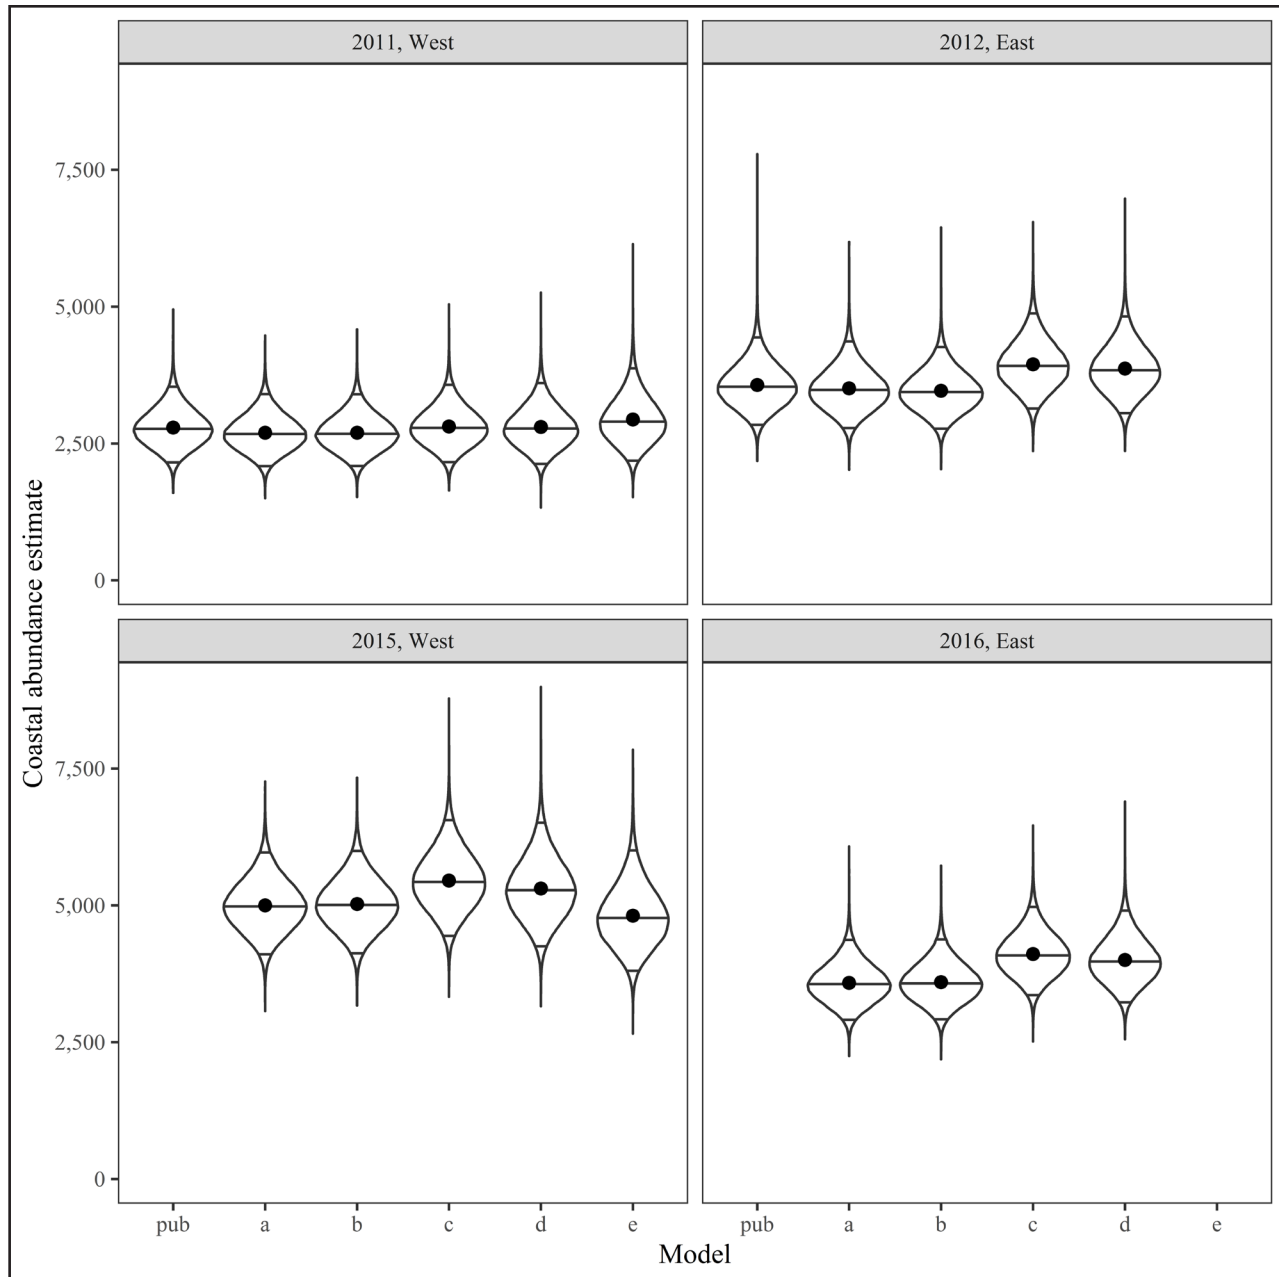 2011, West
2012, East
7,500
5,000
2,500
0
Coastal abundance estimate
2015, West
2016, East
7,500
5,000
2,500
0
pub a b c d e
pub a b c d e
Model